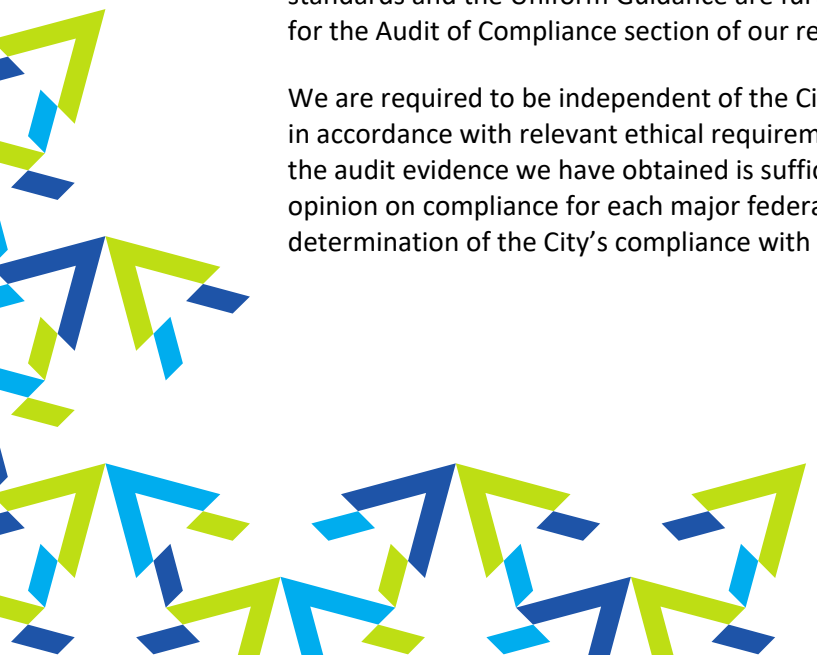 standards and the Uniform Guidance are fur
for the Audit of Compliance section of our re
We are required to be independent of the Ci
in accordance with relevant ethical requirem
the audit evidence we have obtained is suffic
opinion on compliance for each major federa
determination of the City's compliance with